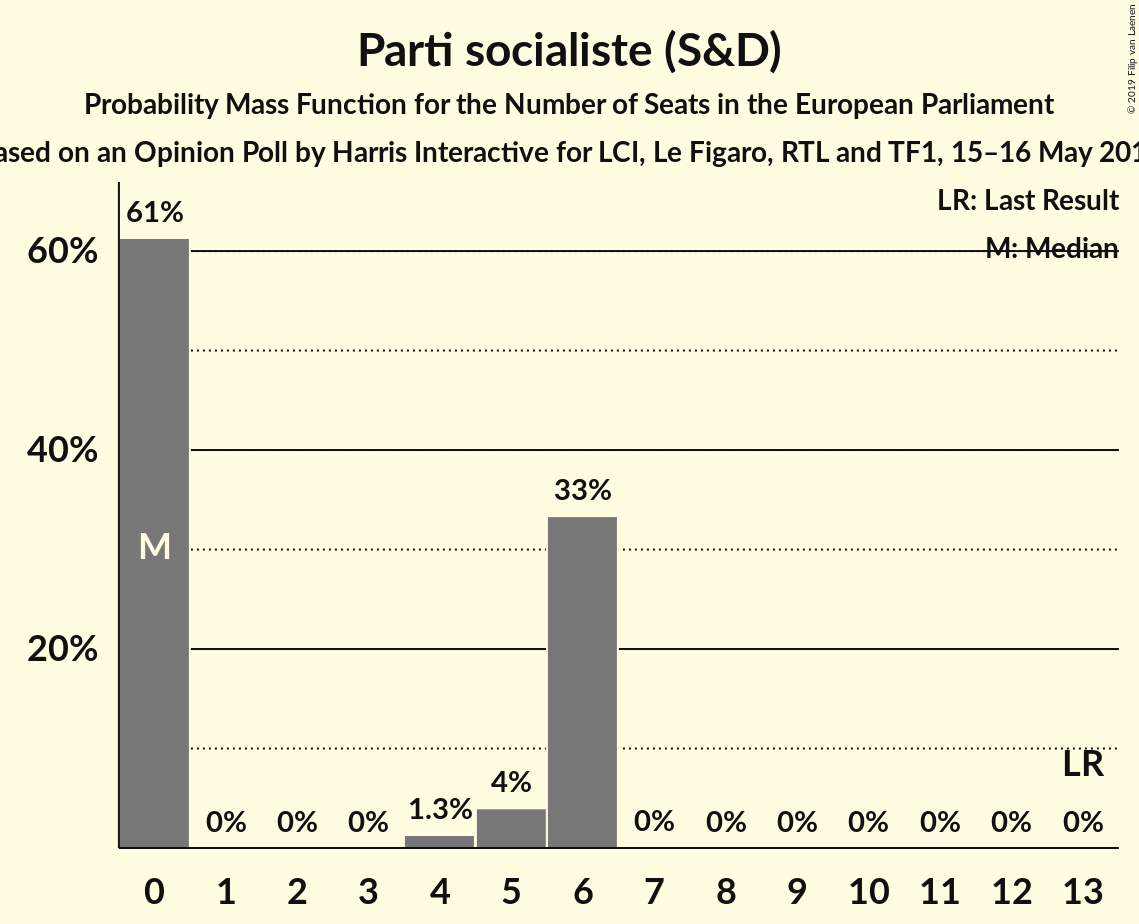 Parti socialiste (S&D)
Probability Mass Function for the Number of Seats in the European Parliament
ased on an Opinion Poll by Harris Interactive for LCI, Le Figaro, RTL and TF1, 15–16 May 201
© 2019 Filip van Laenen
LR: Last Result
M: Median
60%
40%
20%
61%
0%
0%
0%
1.3%
4%
33%
0%
0%
0%
0%
0%
0%
0%
M
LR
0 1 2 3 4 5 6 7 8 9 10 11 12 13